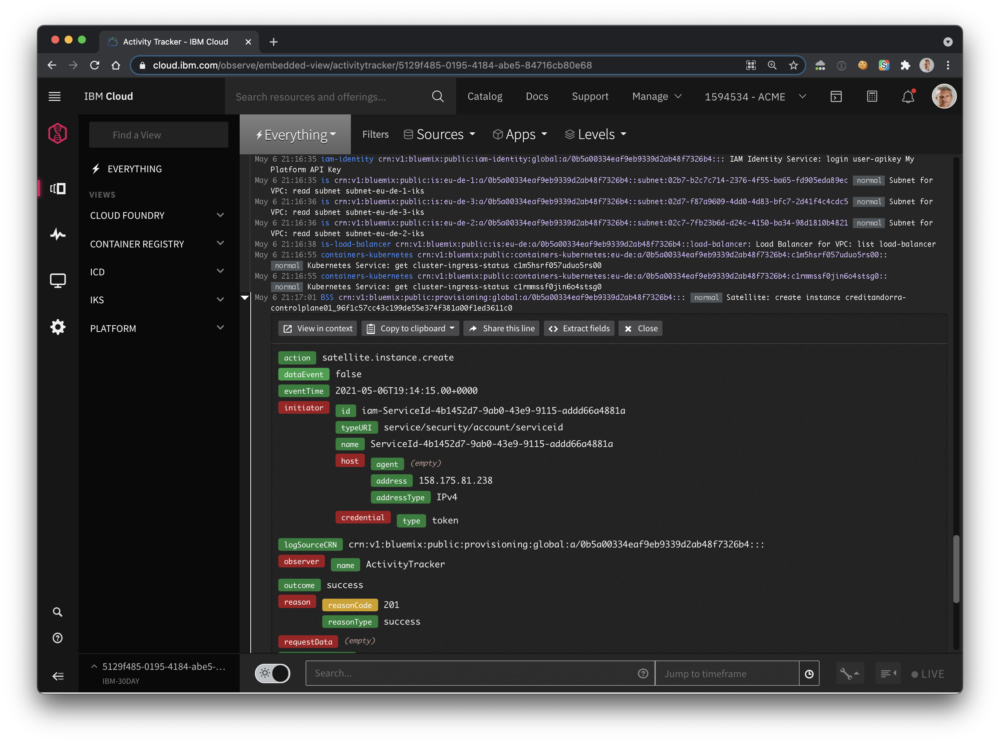 Activity Tracker - IBM Cloud
cloud.ibm.com/observe/embedded-view/activitytracker/5129f485-0195-4184-abe5-84716cb80e68
IBM Cloud
Search resources and offerings...
Catalog
Docs
Support
Manage
1594534 - ACME
Find a View
EVERYTHING
VIEWS
CLOUD FOUNDRY
CONTAINER REGISTRY
ICD
IKS
PLATFORM
5129f485-0195-4184-abe5-...
IBM-30DAY
Everything
Filters
Sources
Apps
Levels
May 6 21:16:35 iam-identity crn:v1:bluemix:public:iam-identity:global:a/0b5a00334eaf9eb9339d2ab48f7326b4::: IAM Identity Service: login user-apikey My
Platform API Key
May 6 21:16:35 is crn:v1:bluemix:public:is:eu-de-1:a/0b5a00334eaf9eb9339d2ab48f7326b4::subnet:02b7-b2c7c714-2376-4f55-ba65-fd905eda89ec normal Subnet for
VPC: read subnet subnet-eu-de-1-iks
May 6 21:16:36 is crn:v1:bluemix:public:is:eu-de-3:a/0b5a00334eaf9eb9339d2ab48f7326b4::subnet:02d7-f87a9609-4dd0-4d83-bfc7-2d41f4c4cdc5 normal Subnet for
VPC: read subnet subnet-eu-de-3-iks
May 6 21:16:36 is crn:v1:bluemix:public:is:eu-de-2:a/0b5a00334eaf9eb9339d2ab48f7326b4::subnet:02c7-7fb23b6d-d24c-4150-ba34-98d1810b4821 normal Subnet for
VPC: read subnet subnet-eu-de-2-iks
May 6 21:16:38 is-load-balancer crn:v1:bluemix:public:is:eu-de:a/0b5a00334eaf9eb9339d2ab48f7326b4::load-balancer: Load Balancer for VPC: list load-balancer
May 6 21:16:55 containers-kubernetes crn:v1:bluemix:public:containers-kubernetes:eu-de:a/0b5a00334eaf9eb9339d2ab48f7326b4:c1m5hsrf057uduo5rs00::
normal Kubernetes Service: get cluster-ingress-status c1m5hsrf057uduo5rs00
May 6 21:16:55 containers-kubernetes crn:v1:bluemix:public:containers-kubernetes:eu-de:a/0b5a00334eaf9eb9339d2ab48f7326b4:c1rmmssf0jin6o4stsg0::
normal Kubernetes Service: get cluster-ingress-status c1rmmssf0jin6o4stsg0
May 6 21:17:01 BSS crn:v1:bluemix:public:provisioning:global:a/0b5a00334eaf9eb9339d2ab48f7326b4::: normal Satellite: create instance creditandorra-
controlplane01_96f1c57cc43c199de55e374f381a00f1ed3611c0
View in context
Copy to clipboard
Share this line
Extract fields
Close
action satellite.instance.create
dataEvent false
eventTime 2021-05-06T19:14:15.00+0000
initiator
id iam-ServiceId-4b1452d7-9ab0-43e9-9115-addd66a4881a
typeURI service/security/account/serviceid
name ServiceId-4b1452d7-9ab0-43e9-9115-addd66a4881a
host
agent (empty)
address 158.175.81.238
addressType IPv4
credential type token
logSourceCRN crn:v1:bluemix:public:provisioning:global:a/0b5a00334eaf9eb9339d2ab48f7326b4:::
observer name ActivityTracker
outcome success
reason reasonCode 201
reasonType success
requestData (empty)
Search...
Jump to timeframe
LIVE